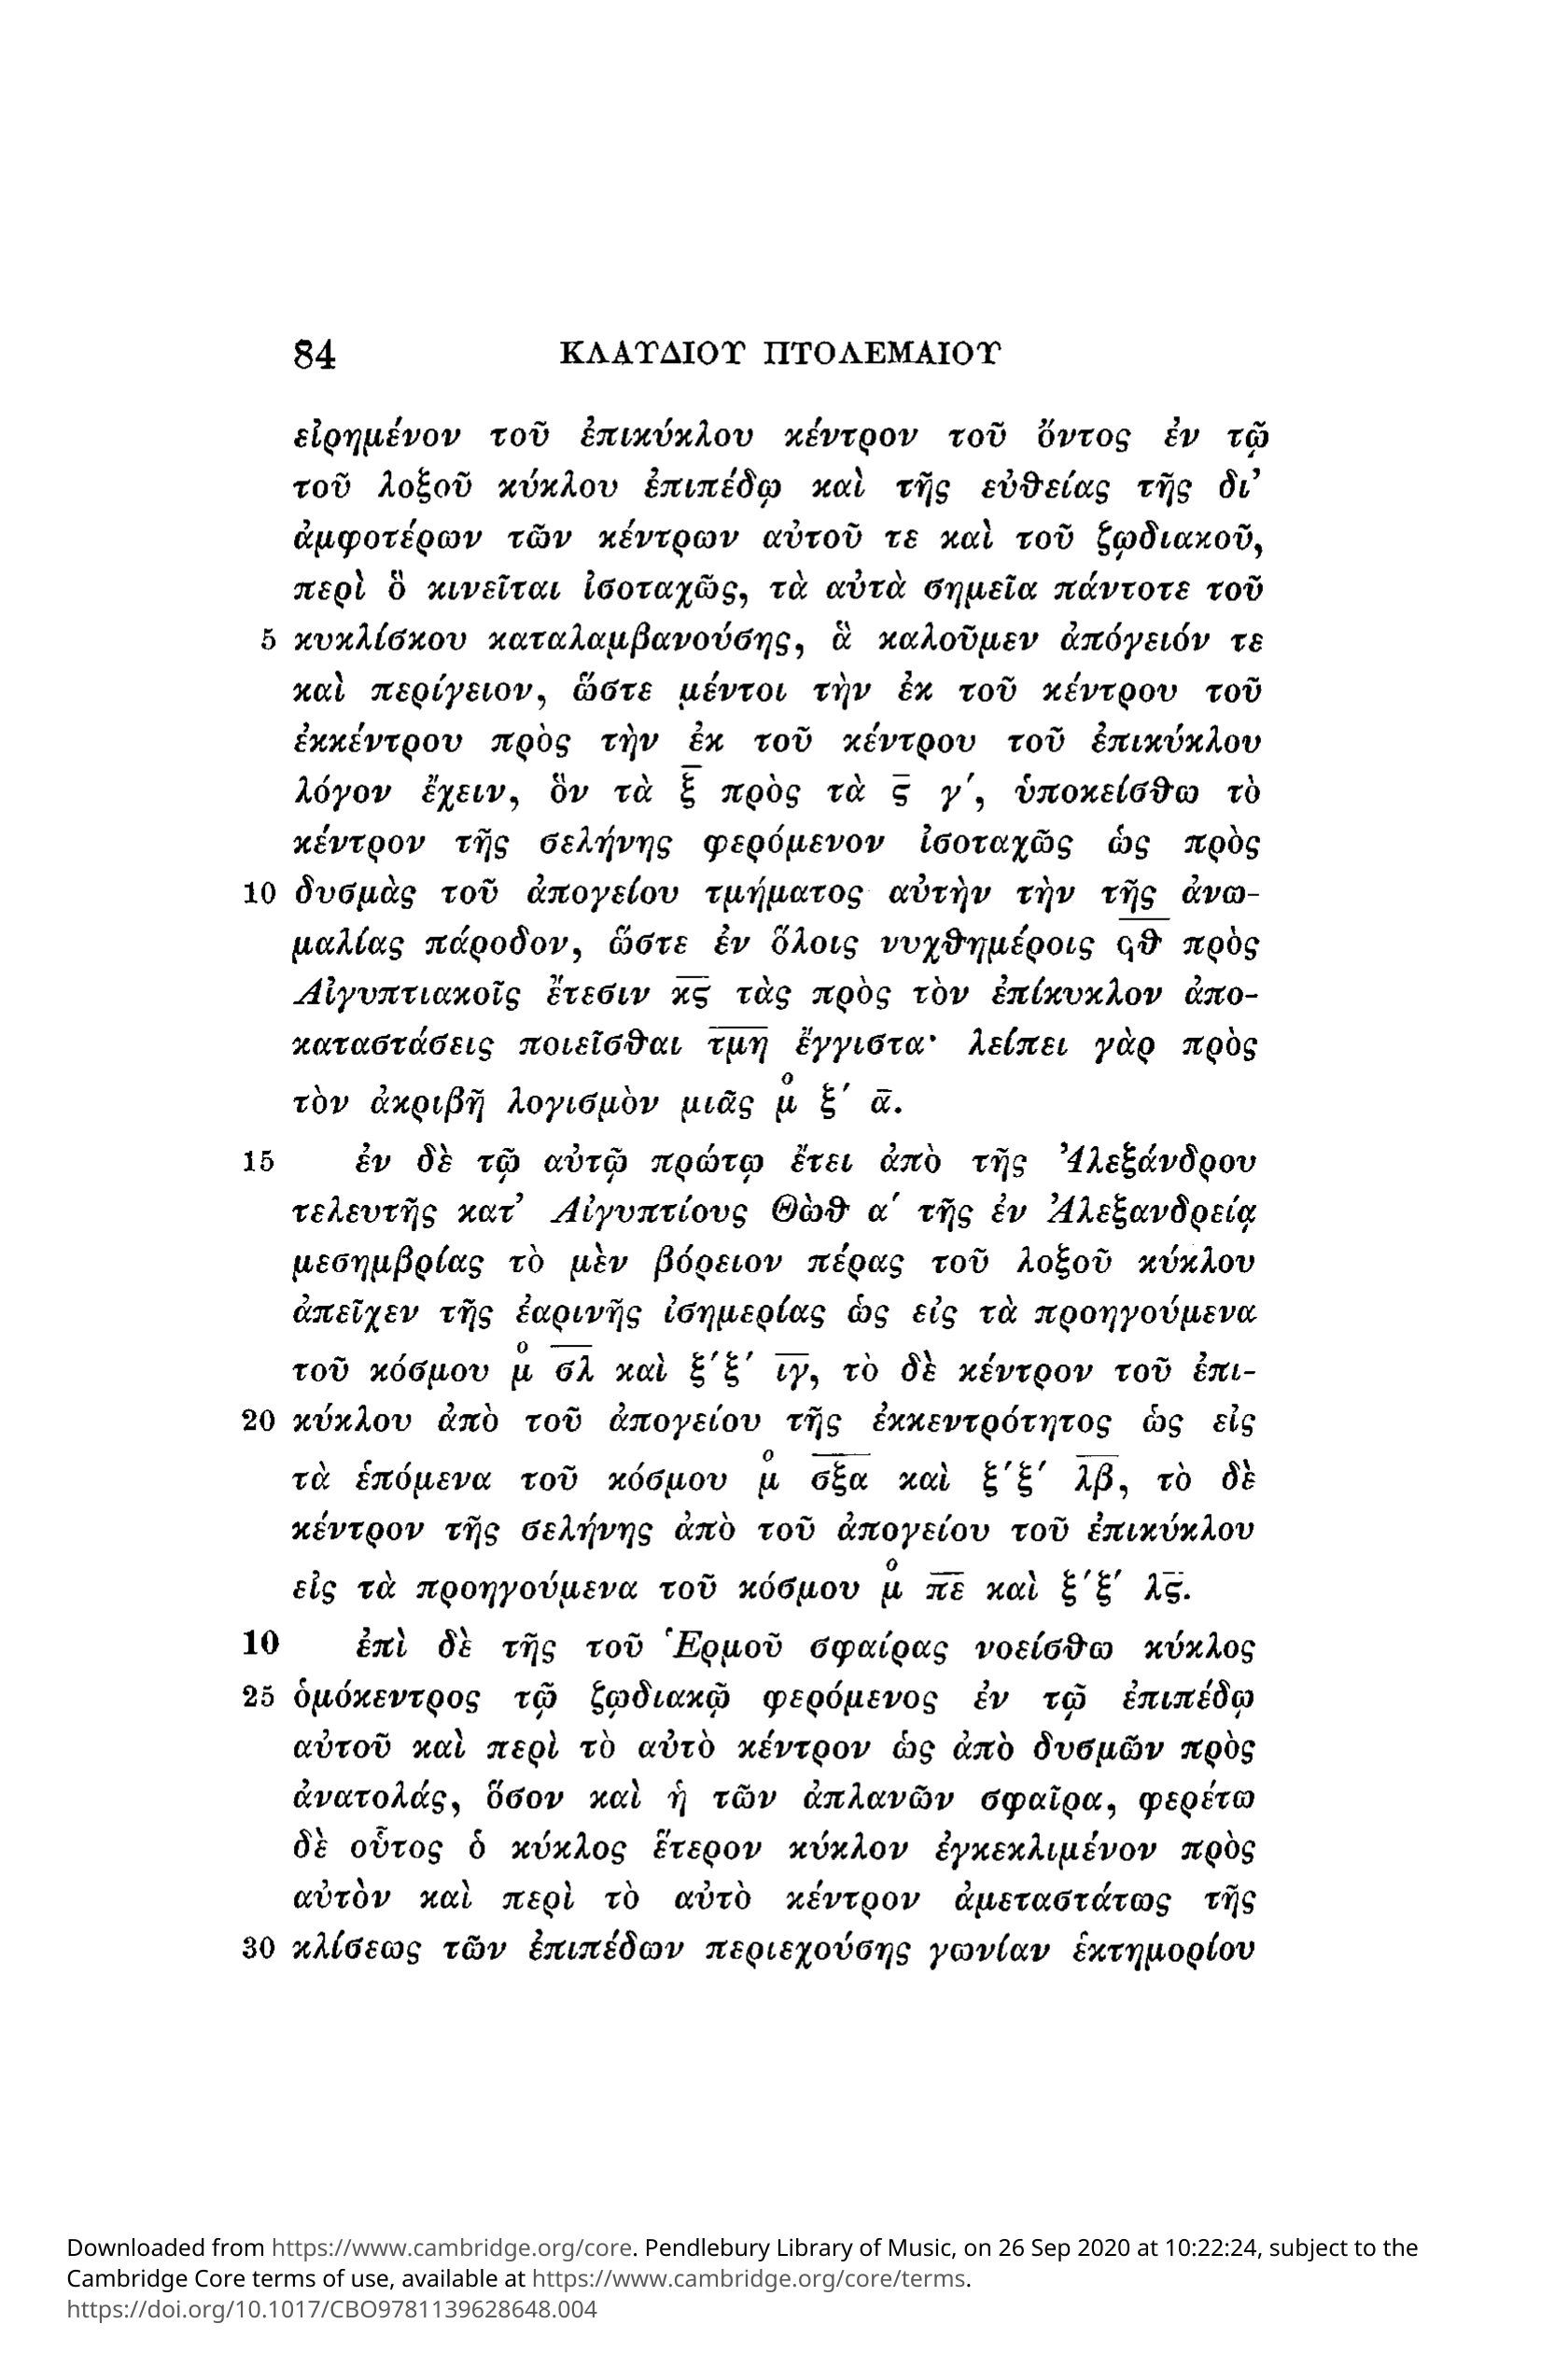 84 ΚΛΑΥΔΙΟΥ ΠΤΟΛΕΜΑΙΟΥ
εἰρημένον τοῦ ἐπικύκλου κέντρον τοῦ ὄντος ἐν τῷ
τοῦ λοξοῦ κύκλου ἐπιπέδῳ καὶ τῆς εὐθείας τῆς δι’
ἀμφοτέρων τῶν κέντρων αὐτοῦ τε καὶ τοῦ ζῳδιακοῦ,
περὶ ὃ κινεῖται ἰσοταχῶς, τὰ αὐτὰ σημεῖα πάντοτε τοῦ
5 κυκλίσκου καταλαμβανούσης, ἃ καλοῦμεν ἀπόγειόν τε
καὶ περίγειον, ὥστε μέντοι τὴν ἐκ τοῦ κέντρου τοῦ
ἐκκέντρου πρὸς τὴν ἐκ τοῦ κέντρου τοῦ ἐπικύκλου
λόγον ἔχειν, ὃν τὰ ξ̅ πρὸς τὰ ϛ̅ γ′, ὑποκείσθω τὸ
κέντρον τῆς σελήνης φερόμενον ἰσοταχῶς ὡς πρὸς
10 δυσμὰς τοῦ ἀπογείου τμήματος αὐτὴν τὴν τῆς ἀνω-
μαλίας πάροδον, ὥστε ἐν ὅλοις νυχθημέροις ϙ̅θ̅ πρὸς
Αἰγυπτιακοῖς ἔτεσιν κ̅ϛ̅ τὰς πρὸς τὸν ἐπίκυκλον ἀπο-
καταστάσεις ποιεῖσθαι τ̅μ̅η̅ ἔγγιστα· λείπει γὰρ πρὸς
τὸν ἀκριβῆ λογισμὸν μιᾶς μͦ ξ′ α̅.
15 ἐν δὲ τῷ αὐτῷ πρώτῳ ἔτει ἀπὸ τῆς Ἀλεξάνδρου
τελευτῆς κατ’ Αἰγυπτίους Θὼθ α′ τῆς ἐν Ἀλεξανδρείᾳ
μεσημβρίας τὸ μὲν βόρειον πέρας τοῦ λοξοῦ κύκλου
ἀπεῖχεν τῆς ἐαρινῆς ἰσημερίας ὡς εἰς τὰ προηγούμενα
τοῦ κόσμου μͦ σ̅λ̅ καὶ ξ′ξ′ ι̅γ̅, τὸ δὲ κέντρον τοῦ ἐπι-
20 κύκλου ἀπὸ τοῦ ἀπογείου τῆς ἐκκεντρότητος ὡς εἰς
τὰ ἑπόμενα τοῦ κόσμου μͦ σ̅ξ̅α̅ καὶ ξ′ξ′ λ̅β̅, τὸ δὲ
κέντρον τῆς σελήνης ἀπὸ τοῦ ἀπογείου τοῦ ἐπικύκλου
εἰς τὰ προηγούμενα τοῦ κόσμου μͦ π̅ε̅ καὶ ξ′ξ′ λ̅ϛ̅.
10 ἐπὶ δὲ τῆς τοῦ Ἑρμοῦ σφαίρας νοείσθω κύκλος
25 ὁμόκεντρος τῷ ζῳδιακῷ φερόμενος ἐν τῷ ἐπιπέδῳ
αὐτοῦ καὶ περὶ τὸ αὐτὸ κέντρον ὡς ἀπὸ δυσμῶν πρὸς
ἀνατολάς, ὅσον καὶ ἡ τῶν ἀπλανῶν σφαῖρα, φερέτω
δὲ οὗτος ὁ κύκλος ἕτερον κύκλον ἐγκεκλιμένον πρὸς
αὐτὸν καὶ περὶ τὸ αὐτὸ κέντρον ἀμεταστάτως τῆς
30 κλίσεως τῶν ἐπιπέδων περιεχούσης γωνίαν ἑκτημορίου
Downloaded from https://www.cambridge.org/core. Pendlebury Library of Music, on 26 Sep 2020 at 10:22:24, subject to the
Cambridge Core terms of use, available at https://www.cambridge.org/core/terms.
https://doi.org/10.1017/CBO9781139628648.004